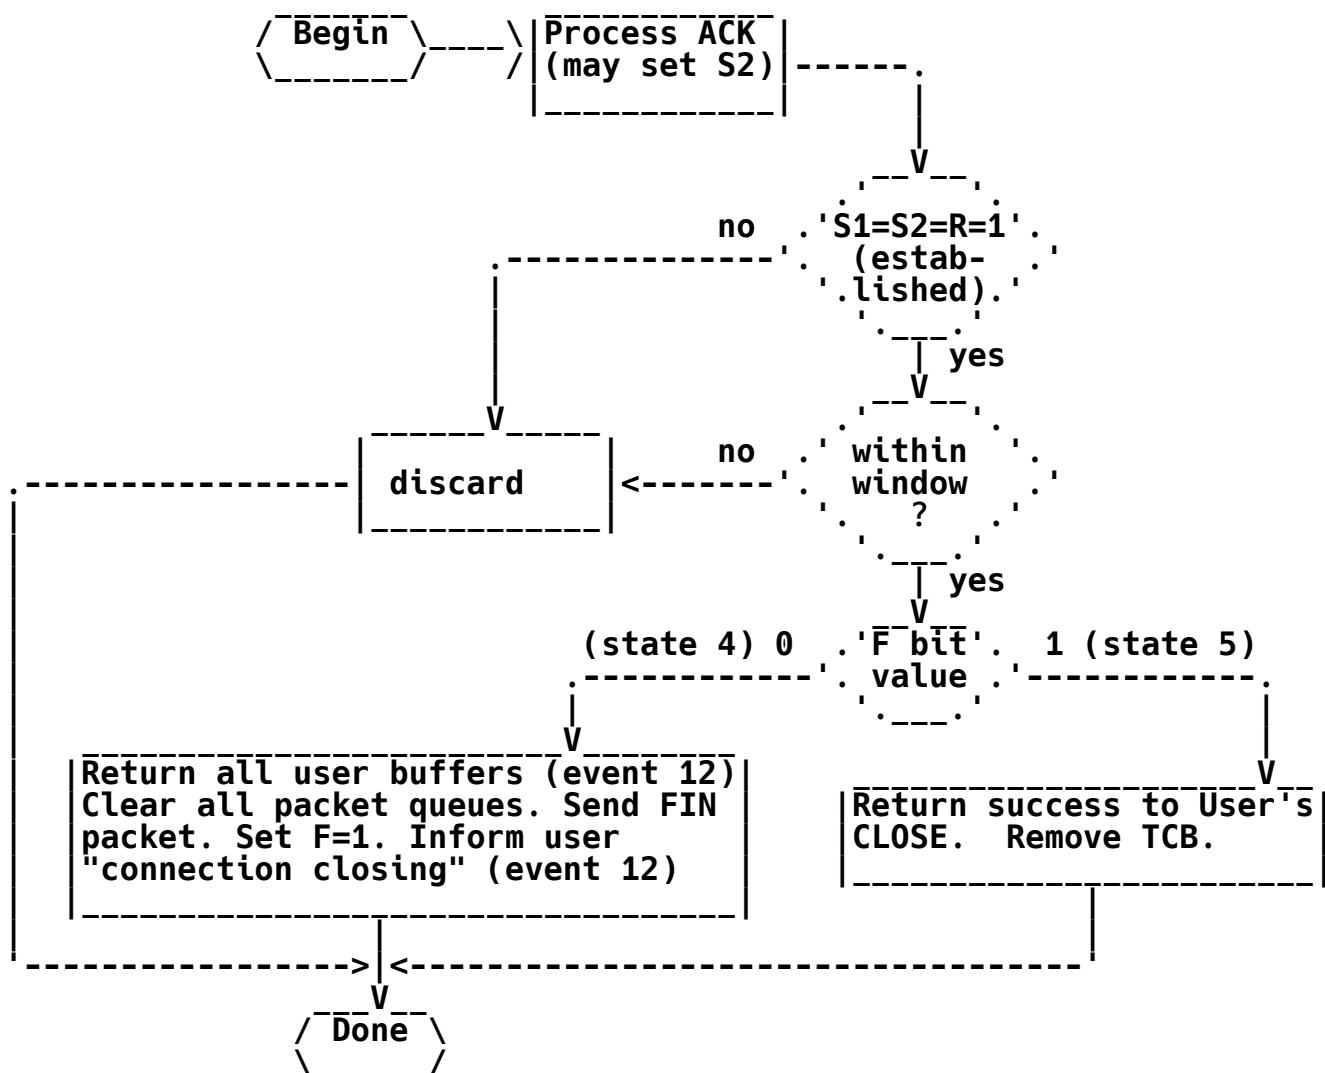 Begin
Process ACK
(may set S2)
no
S1=S2=R=1
(estab-
lished)
yes
no
within
window
?
discard
yes
(state 4) 0
F bit
value
1 (state 5)
Return all user buffers (event 12)
Clear all packet queues. Send FIN
packet. Set F=1. Inform user
"connection closing" (event 12)
Return success to User's
CLOSE.  Remove TCB.
Done